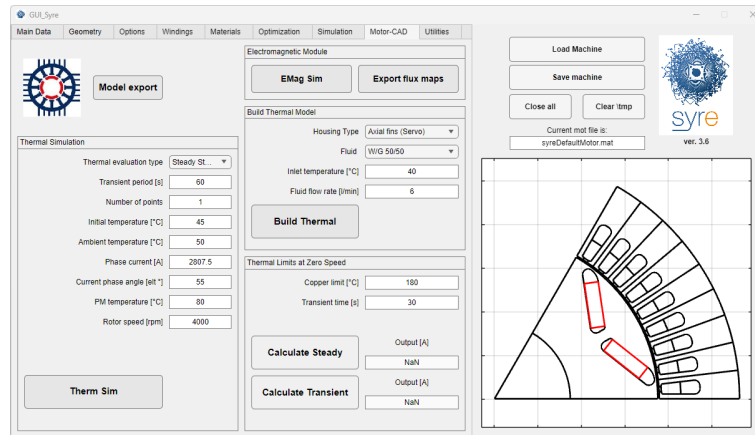 GUI_Syre
Main Data Geometry Options Windings Materials Optimization Simulation Motor-CAD Utilities
Model export
Thermal Simulation
Thermal evaluation type Steady St...
Transient period [s] 60
Number of points 1
Initial temperature [°C] 45
Ambient temperature [°C] 50
Phase current [A] 2807.5
Current phase angle [elt °] 55
PM temperature [°C] 80
Rotor speed [rpm] 4000
Therm Sim
Electromagnetic Module
EMag Sim Export flux maps
Build Thermal Model
Housing Type Axial fins (Servo)
Fluid W/G 50/50
Inlet temperature [°C] 40
Fluid flow rate [l/min] 6
Build Thermal
Thermal Limits at Zero Speed
Copper limit [°C] 180
Transient time [s] 30
Calculate Steady
Output [A]
NaN
Calculate Transient
Output [A]
NaN
Load Machine
Save machine
Close all Clear \tmp
Current mot file is:
syreDefaultMotor.mat
syre
ver. 3.6